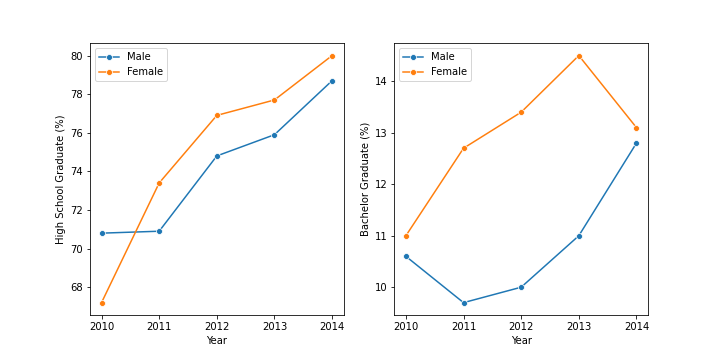 Male
Female
High School Graduate (%)
80
78
76
74
72
70
68
2010 2011 2012 2013 2014
Year
Male
Female
Bachelor Graduate (%)
14
13
12
11
10
2010 2011 2012 2013 2014
Year